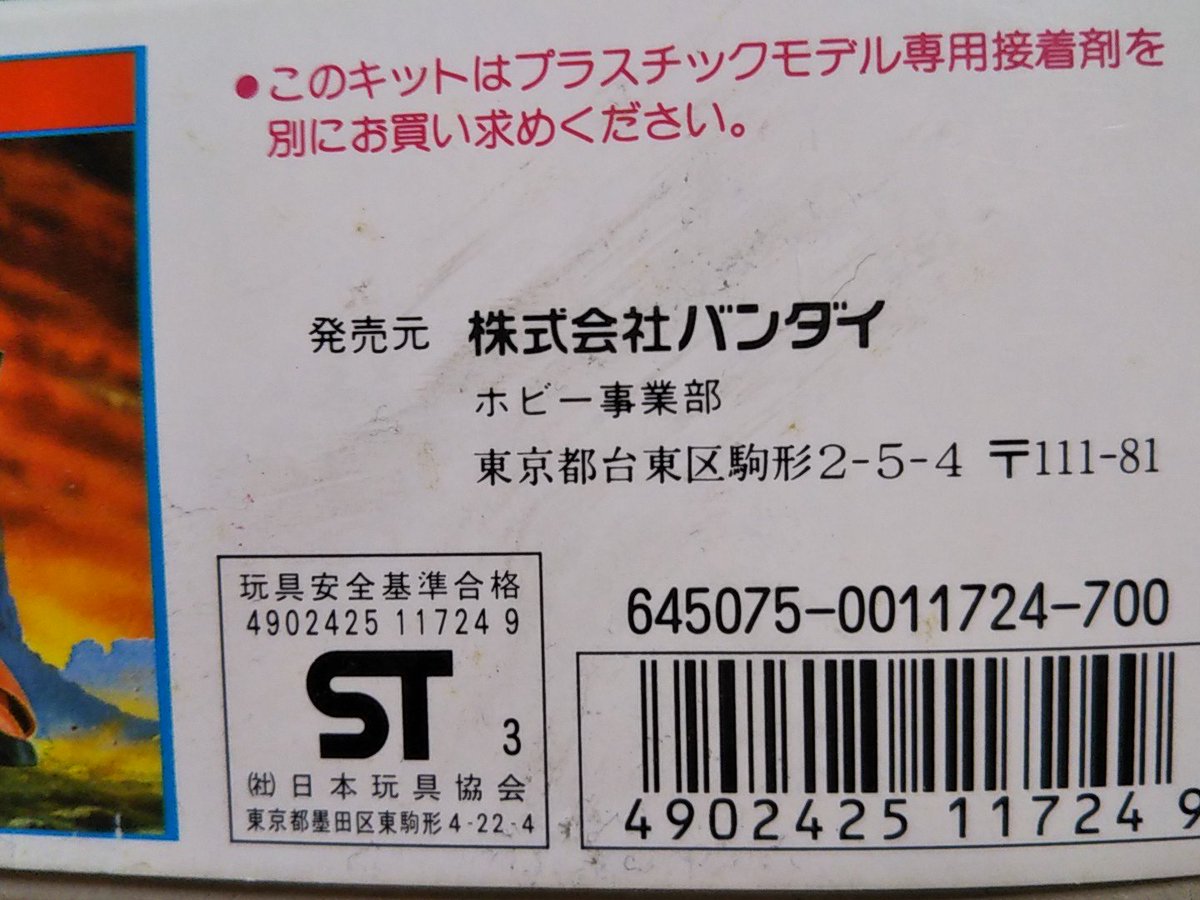 ●このキットはプラスチックモデル専用接着剤を
別にお買い求めください。
発売元 株式会社バンダイ
ホビー事業部
東京都台東区駒形2-5-4 〒111-81
玩具安全基準合格
4902425 11724 9
ST 3
(社)日本玩具協会
東京都墨田区東駒形4-22-4
645075-0011724-700
4902425 11724 9